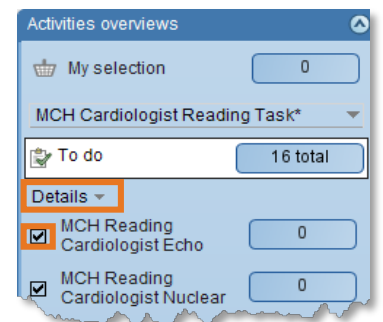 Activities overviews
My selection 0
MCH Cardiologist Reading Task*
To do 16 total
Details
MCH Reading
Cardiologist Echo 0
MCH Reading
Cardiologist Nuclear 0